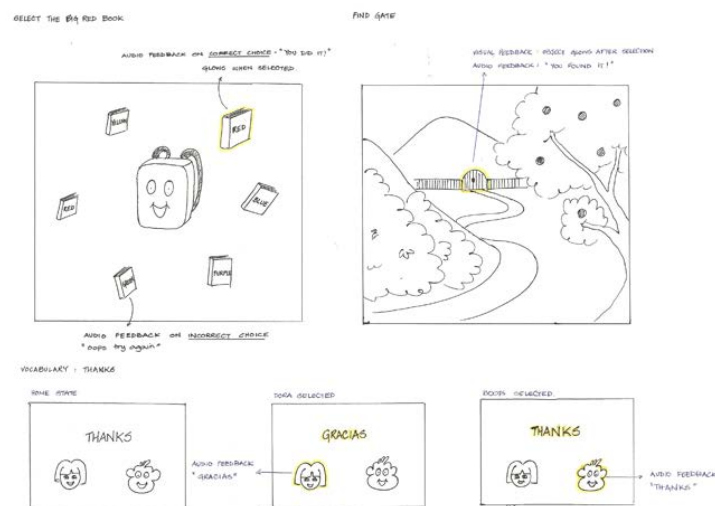 SELECT THE BIG RED BOOK
FIND GATE
AUDIO FEEDBACK ON CORRECT CHOICE - "YOU DID IT!"
GLOWS WHEN SELECTED
RED
BLUE
RED
PURPLE
AUDIO FEEDBACK ON INCORRECT CHOICE
"oops try again"
VISUAL FEEDBACK : OBJECT GLOWS AFTER SELECTION
AUDIO FEEDBACK : "YOU FOUND IT!"
VOCABULARY : THANKS
HOME STATE
THANKS
DORA SELECTED
GRACIAS
AUDIO FEEDBACK
"GRACIAS"
BOOTS SELECTED
THANKS
AUDIO FEEDBACK
"THANKS"